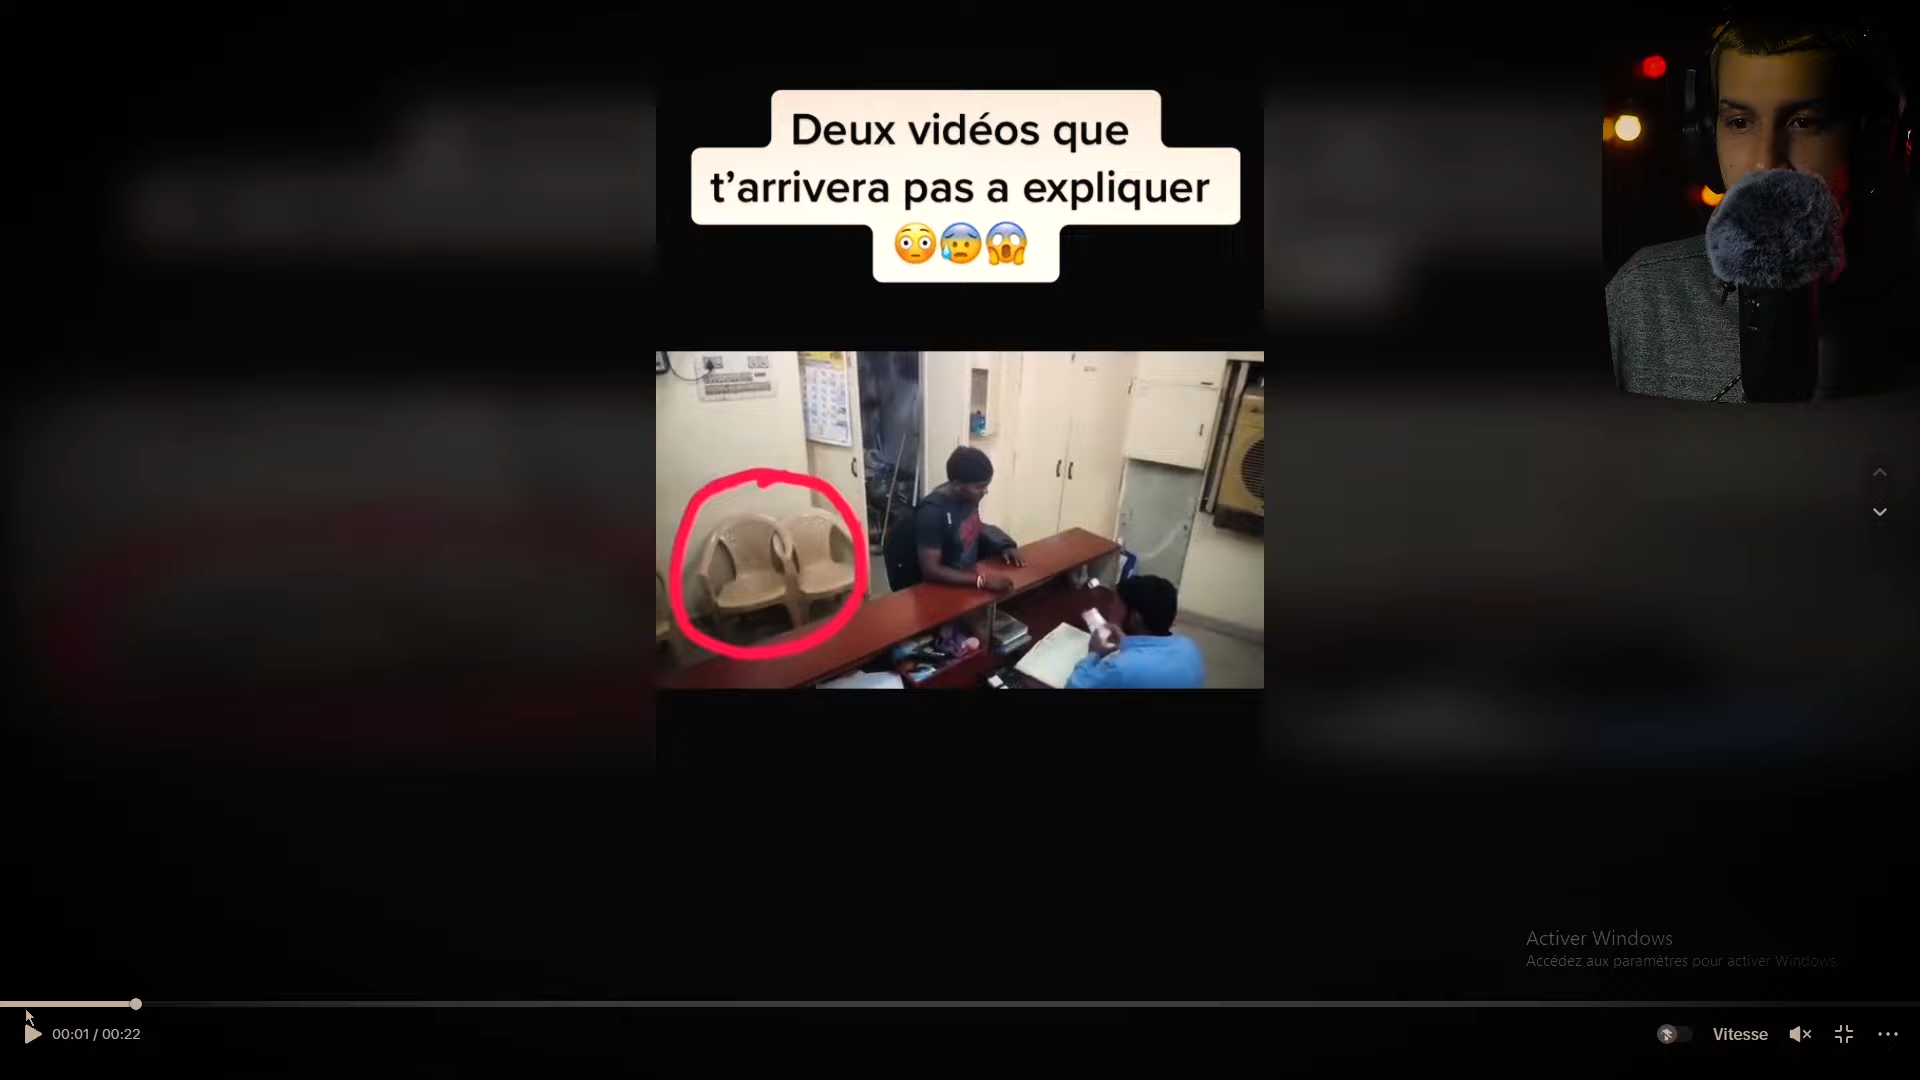 Deux vidéos que
t’arrivera pas a expliquer
😳😰😱
Activer Windows
Accédez aux paramètres pour activer Windows.
00:01 / 00:22
Vitesse